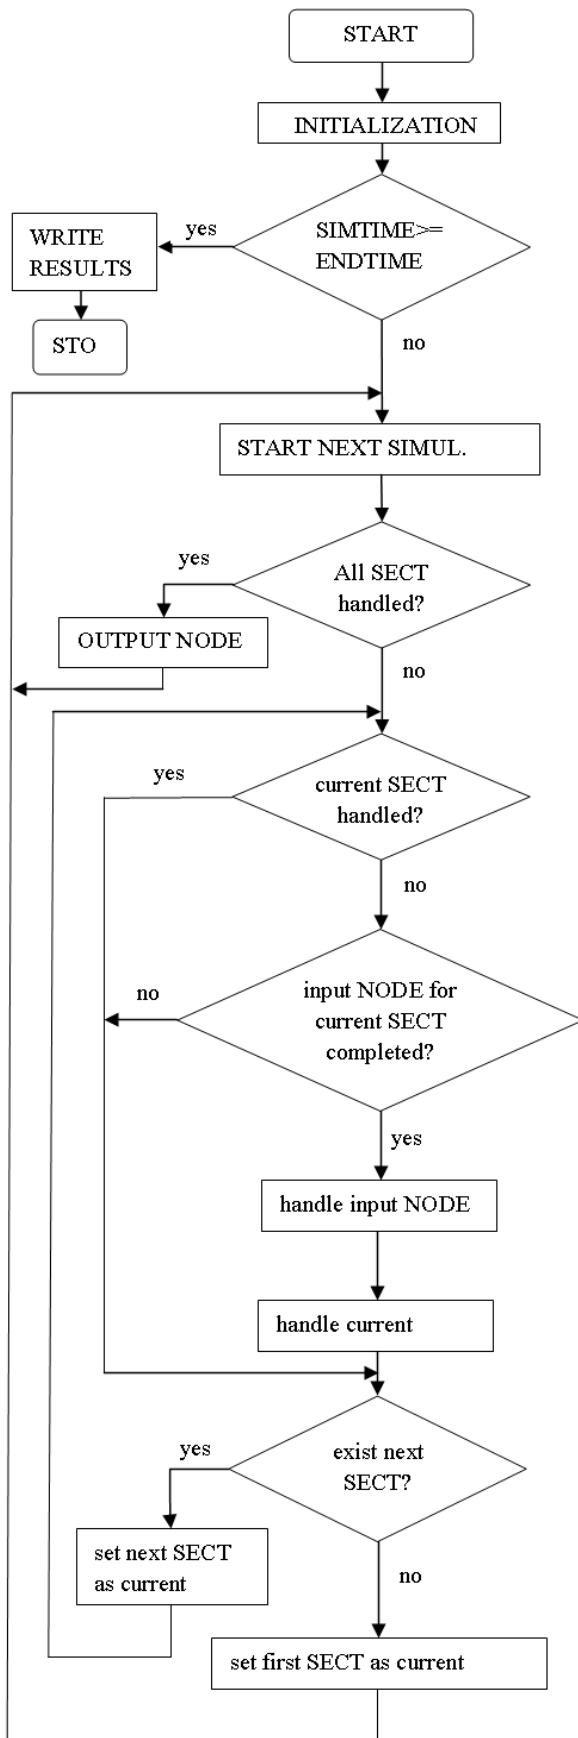 START
INITIALIZATION
SIMTIME>=
ENDTIME
yes
WRITE
RESULTS
STO
no
START NEXT SIMUL.
All SECT
handled?
yes
OUTPUT NODE
no
current SECT
handled?
yes
no
input NODE for
current SECT
completed?
no
yes
handle input NODE
handle current
exist next
SECT?
yes
set next SECT
as current
no
set first SECT as current